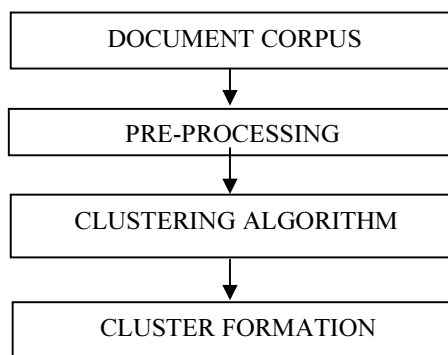 DOCUMENT CORPUS
PRE-PROCESSING
CLUSTERING ALGORITHM
CLUSTER FORMATION